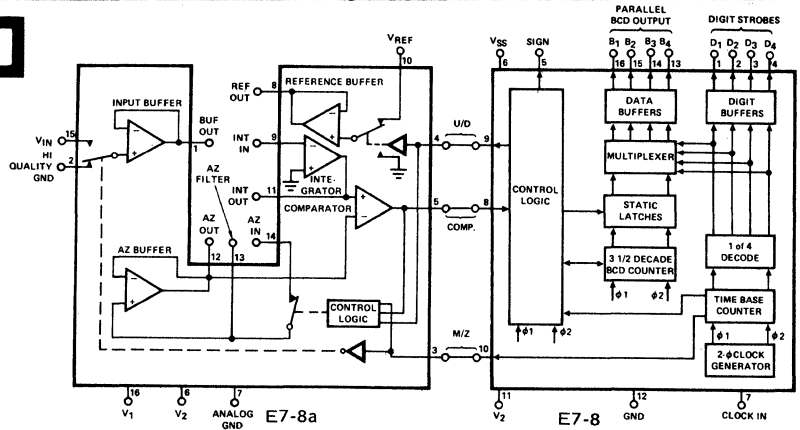 PARALLEL
BCD OUTPUT
DIGIT STROBES
VREF
10
VSS
6
SIGN
5
B1 B2 B3 B4
16 15 14 13
D1 D2 D3 D4
1 2 3 4
INPUT BUFFER
BUF
OUT
1
VIN
15
HI
QUALITY
GND
2
REF
OUT
8
REFERENCE BUFFER
INT
IN
9
INTE-
GRATOR
INT
OUT
11
COMPARATOR
AZ
FILTER
AZ
OUT
12
13
AZ
IN
14
AZ BUFFER
CONTROL
LOGIC
4
U/D
9
5
COMP.
8
3
M/Z
10
CONTROL
LOGIC
ϕ1
ϕ2
DATA
BUFFERS
DIGIT
BUFFERS
MULTIPLEXER
STATIC
LATCHES
3 1/2 DECADE
BCD COUNTER
ϕ1
ϕ2
1 of 4
DECODE
TIME BASE
COUNTER
ϕ1
ϕ2
2-ϕCLOCK
GENERATOR
16
V1
6
V2
7
ANALOG
GND
E7-8a
11
V2
E7-8
12
GND
7
CLOCK IN